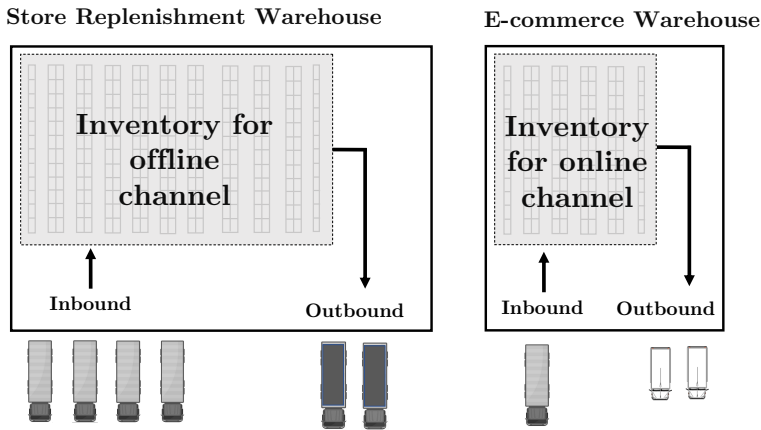 Store Replenishment Warehouse
Inventory for
offline
channel
Inbound
Outbound
E-commerce Warehouse
Inventory
for online
channel
Inbound
Outbound